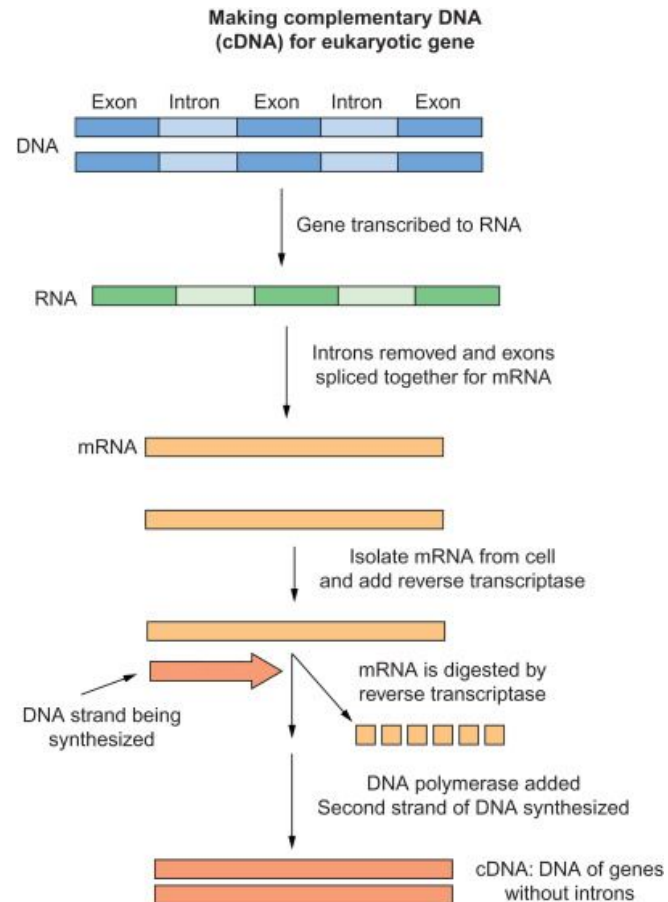 Making complementary DNA
(cDNA) for eukaryotic gene
Exon Intron Exon Intron Exon
DNA
Gene transcribed to RNA
RNA
Introns removed and exons
spliced together for mRNA
mRNA
Isolate mRNA from cell
and add reverse transcriptase
mRNA is digested by
reverse transcriptase
DNA strand being
synthesized
DNA polymerase added
Second strand of DNA synthesized
cDNA: DNA of genes
without introns